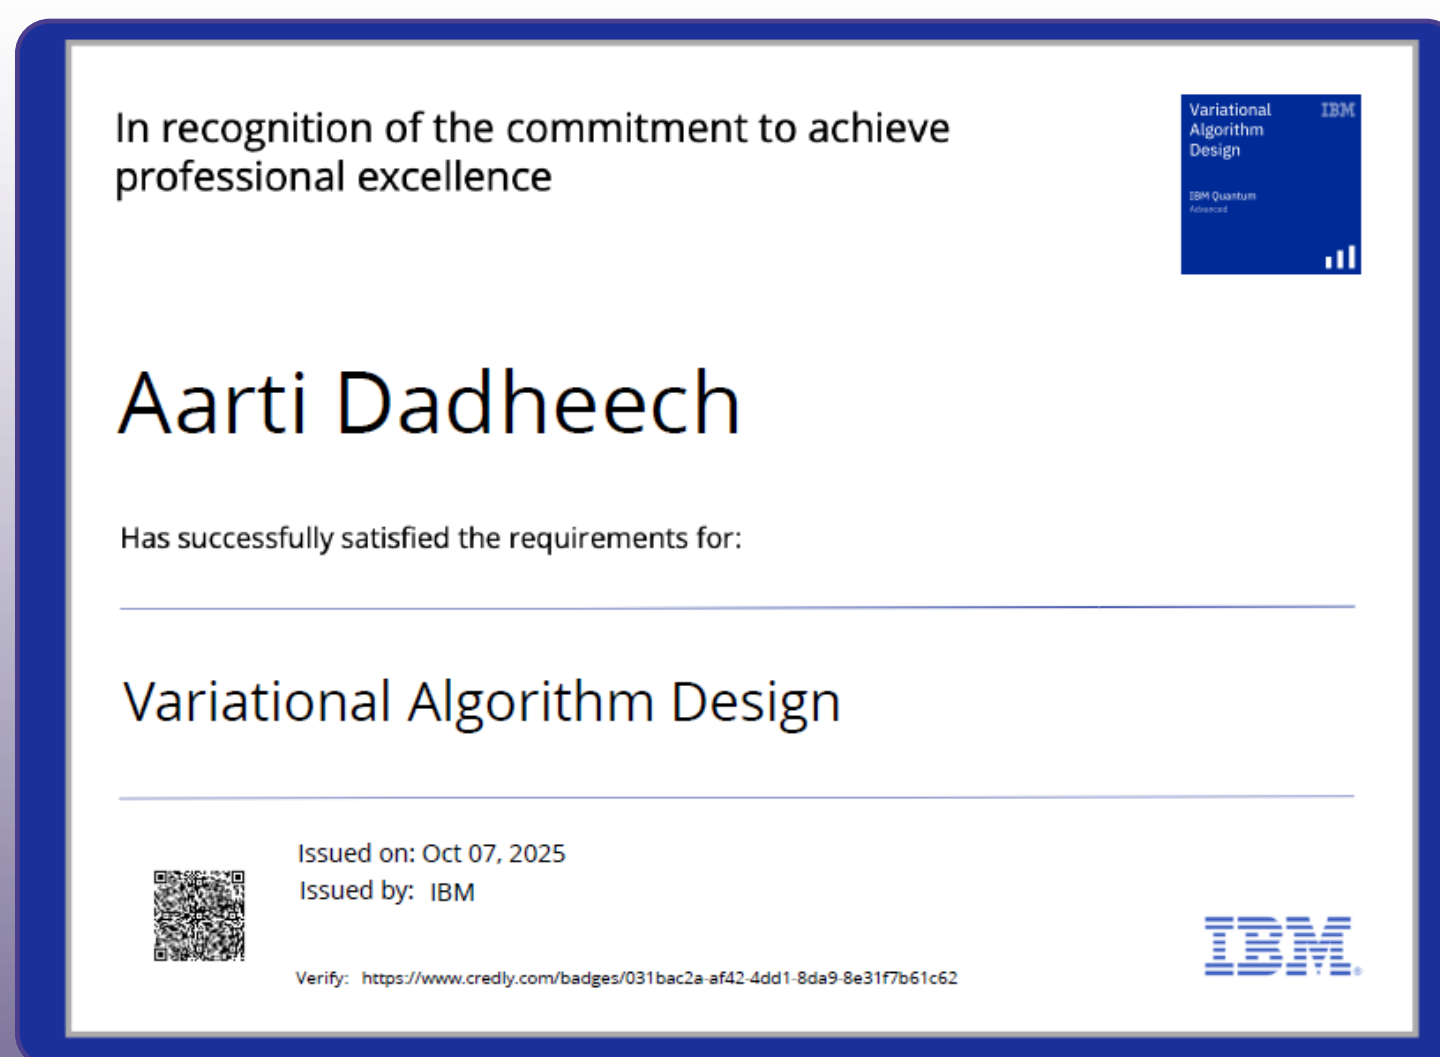 In recognition of the commitment to achieve
professional excellence
Variational
Algorithm
Design
IBM
IBM Quantum
Advanced
Aarti Dadheech
Has successfully satisfied the requirements for:
Variational Algorithm Design
Issued on: Oct 07, 2025
Issued by: IBM
Verify: https://www.credly.com/badges/031bac2a-af42-4dd1-8da9-8e31f7b61c62
IBM®